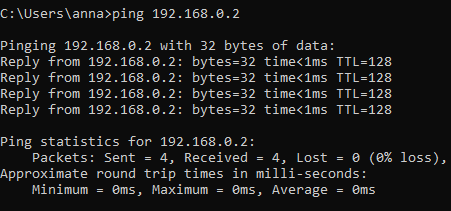 C:\Users\anna>ping 192.168.0.2
Pinging 192.168.0.2 with 32 bytes of data:
Reply from 192.168.0.2: bytes=32 time<1ms TTL=128
Reply from 192.168.0.2: bytes=32 time<1ms TTL=128
Reply from 192.168.0.2: bytes=32 time<1ms TTL=128
Reply from 192.168.0.2: bytes=32 time<1ms TTL=128
Ping statistics for 192.168.0.2:
    Packets: Sent = 4, Received = 4, Lost = 0 (0% loss),
Approximate round trip times in milli-seconds:
    Minimum = 0ms, Maximum = 0ms, Average = 0ms